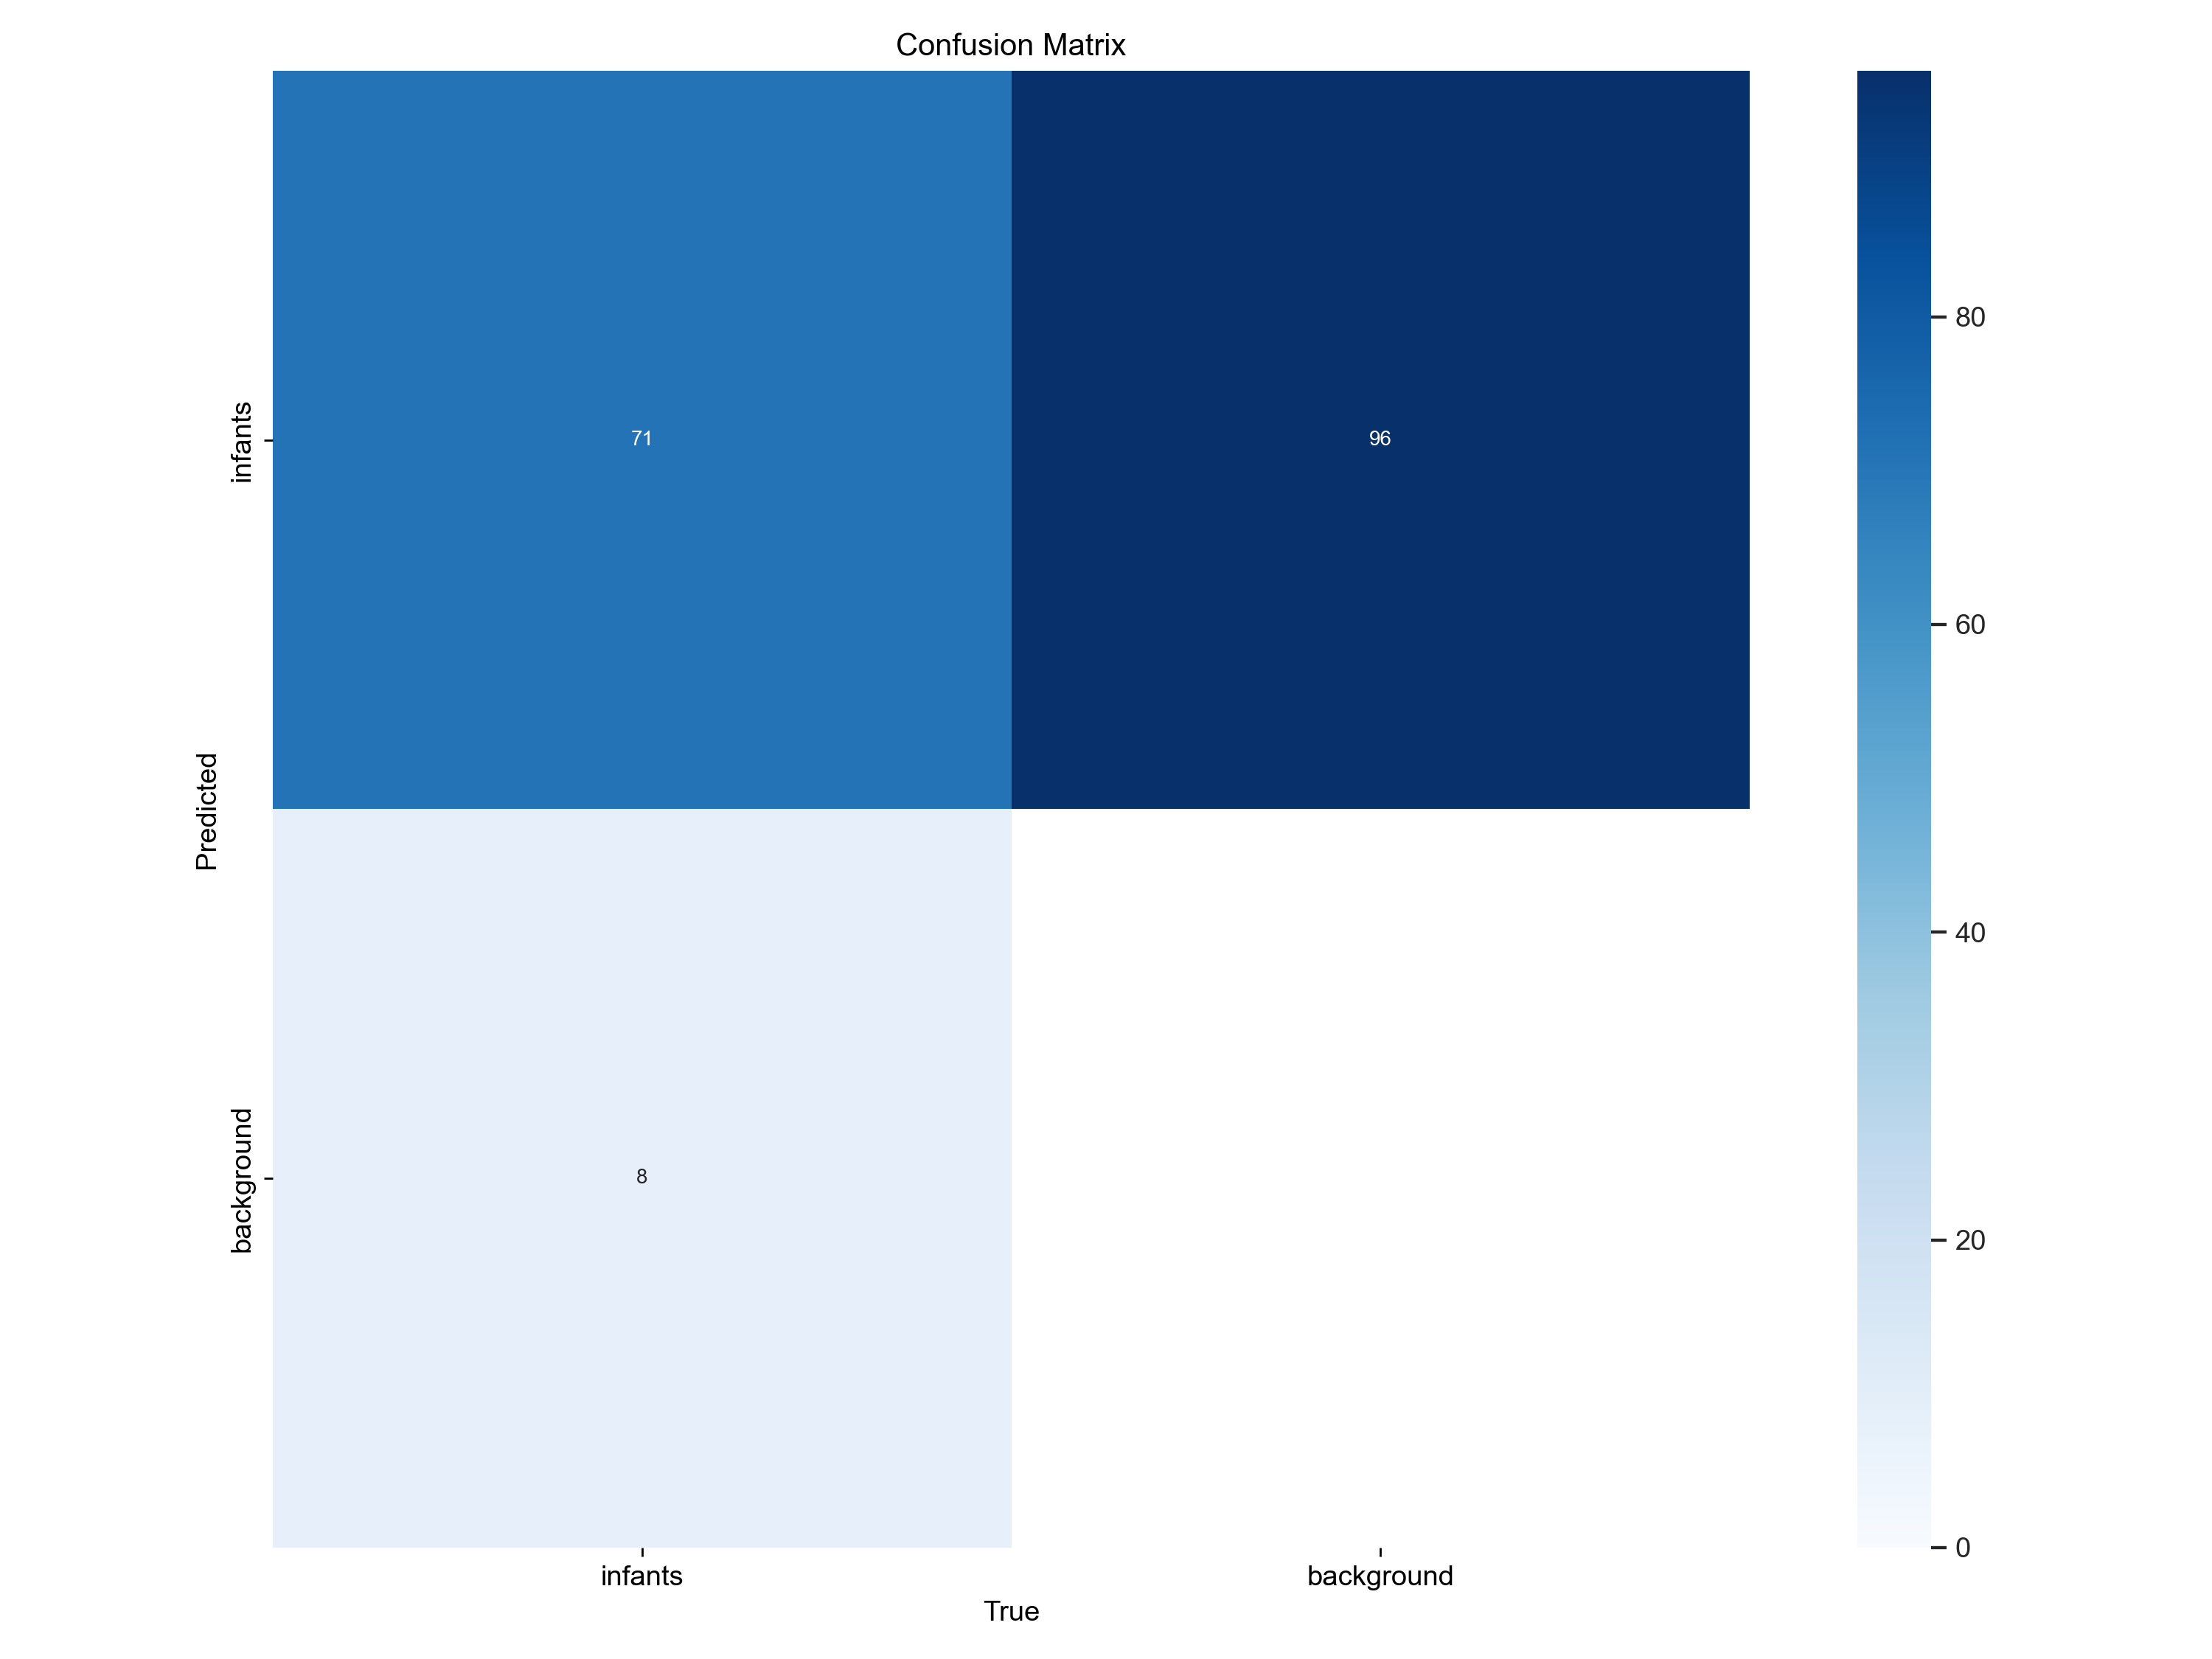 Confusion Matrix
infants
71
96
80
60
Predicted
40
background
8
20
0
infants
background
True